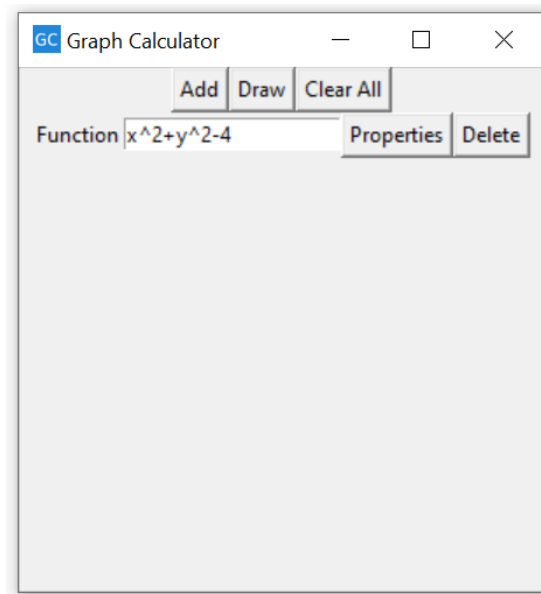 GC Graph Calculator
Add Draw Clear All
Function x^2+y^2-4 Properties Delete